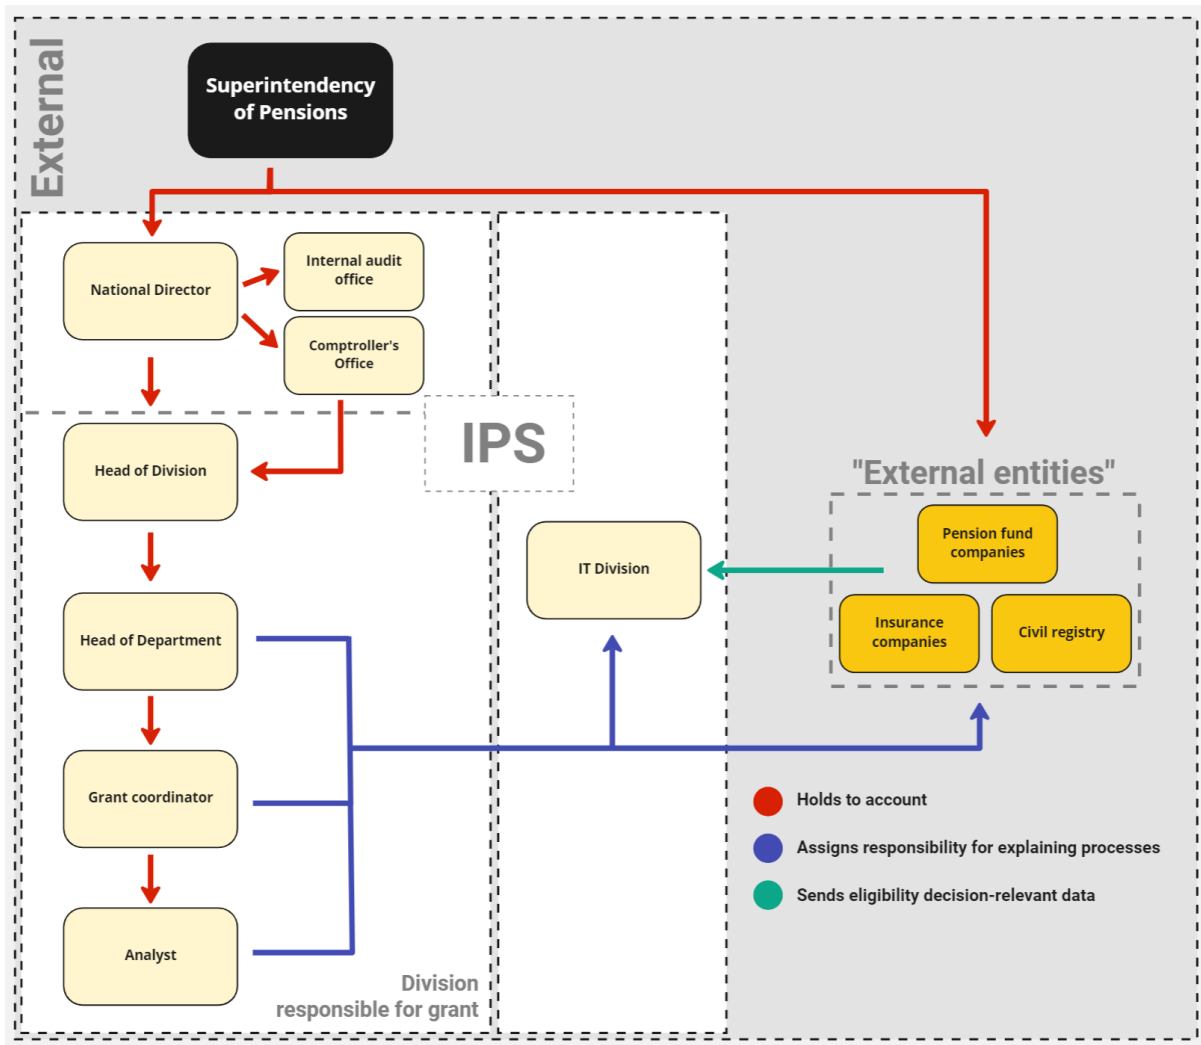 External
Superintendency
of Pensions
National Director
Internal audit
office
Comptroller's
Office
IPS
Head of Division
"External entities"
Pension fund
companies
IT Division
Insurance
companies
Civil registry
Head of Department
Grant coordinator
Holds to account
Assigns responsibility for explaining processes
Sends eligibility decision-relevant data
Analyst
Division
responsible for grant